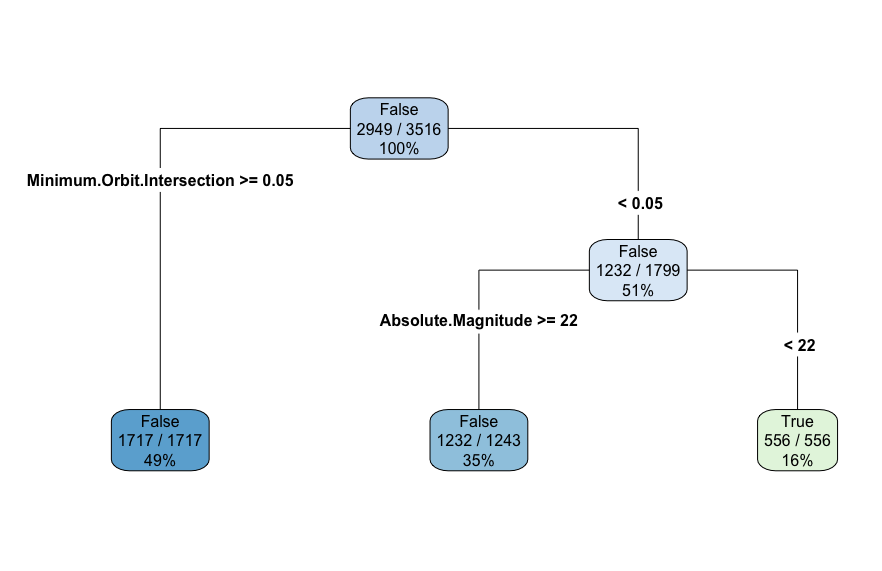 False
2949 / 3516
100%
Minimum.Orbit.Intersection >= 0.05
< 0.05
False
1232 / 1799
51%
Absolute.Magnitude >= 22
< 22
False
1717 / 1717
49%
False
1232 / 1243
35%
True
556 / 556
16%